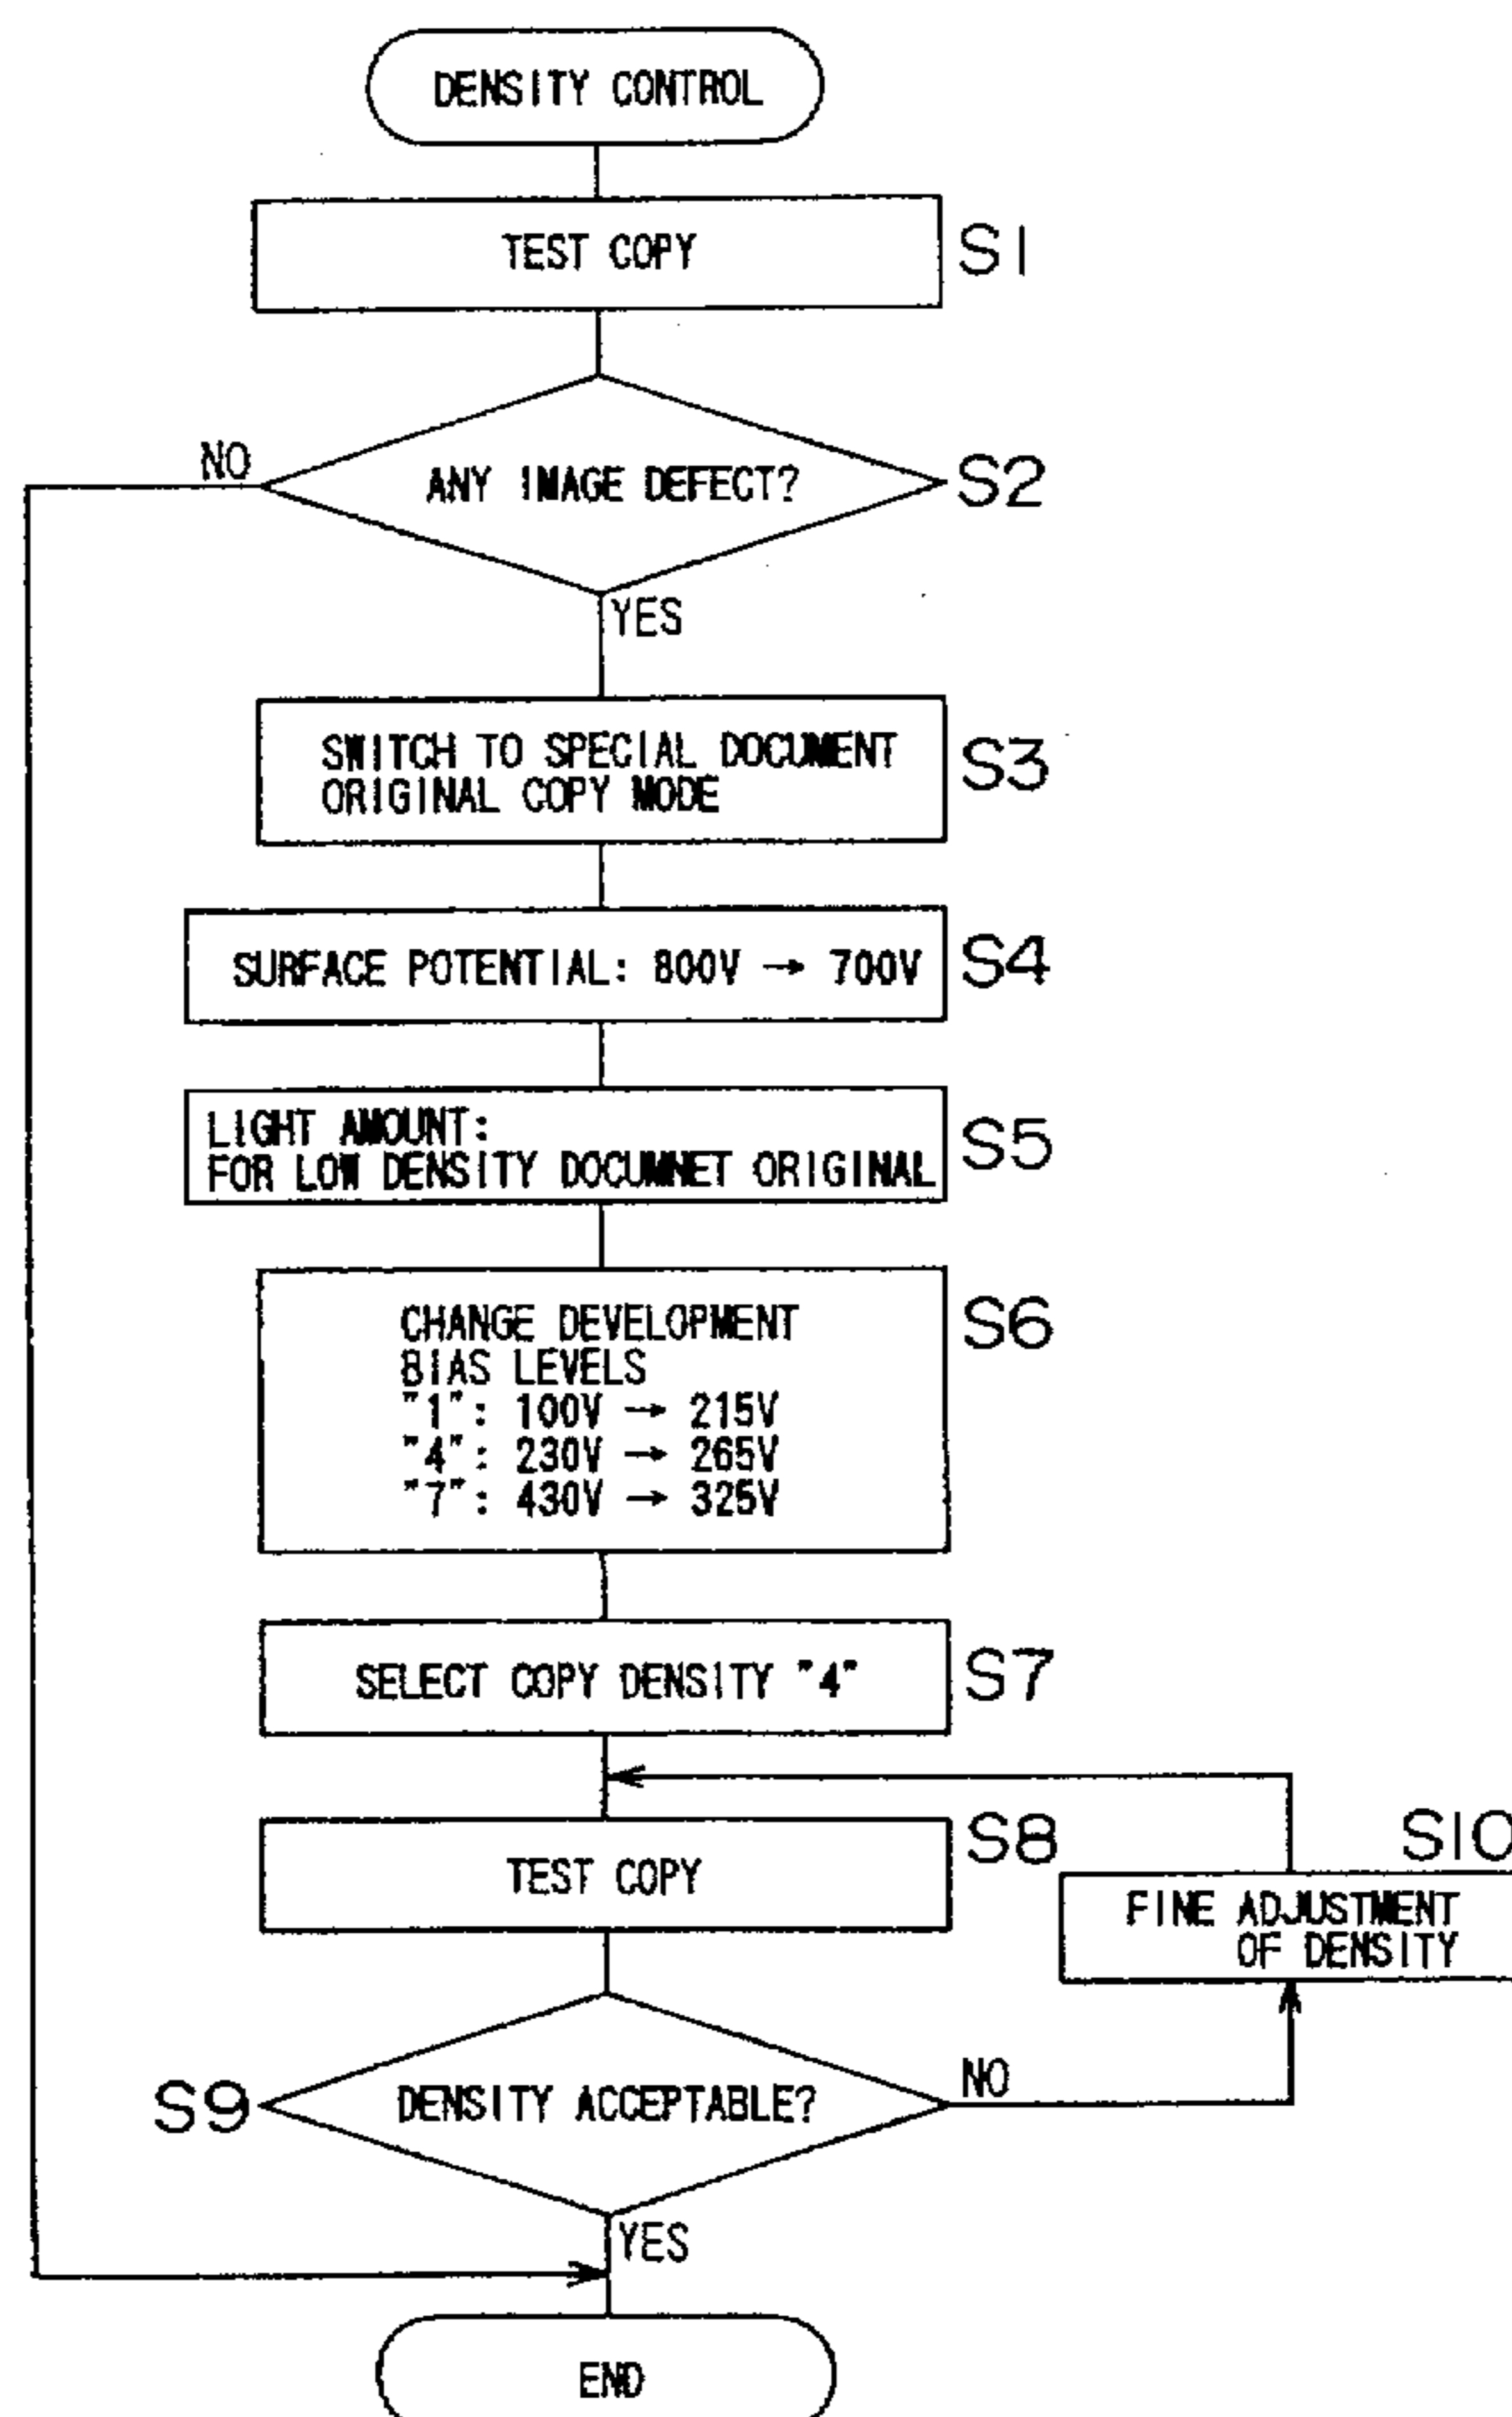 DENSITY CONTROL
TEST COPY
S1
NO
ANY IMAGE DEFECT?
S2
YES
SWITCH TO SPECIAL DOCUMENT
ORIGINAL COPY MODE
S3
SURFACE POTENTIAL: 800V → 700V
S4
LIGHT AMOUNT:
FOR LOW DENSITY DOCUMNET ORIGINAL
S5
CHANGE DEVELOPMENT
BIAS LEVELS
"1": 100V → 215V
"4": 230V → 265V
"7": 430V → 325V
S6
SELECT COPY DENSITY "4"
S7
TEST COPY
S8
S10
FINE ADJUSTMENT
OF DENSITY
S9
DENSITY ACCEPTABLE?
NO
YES
END